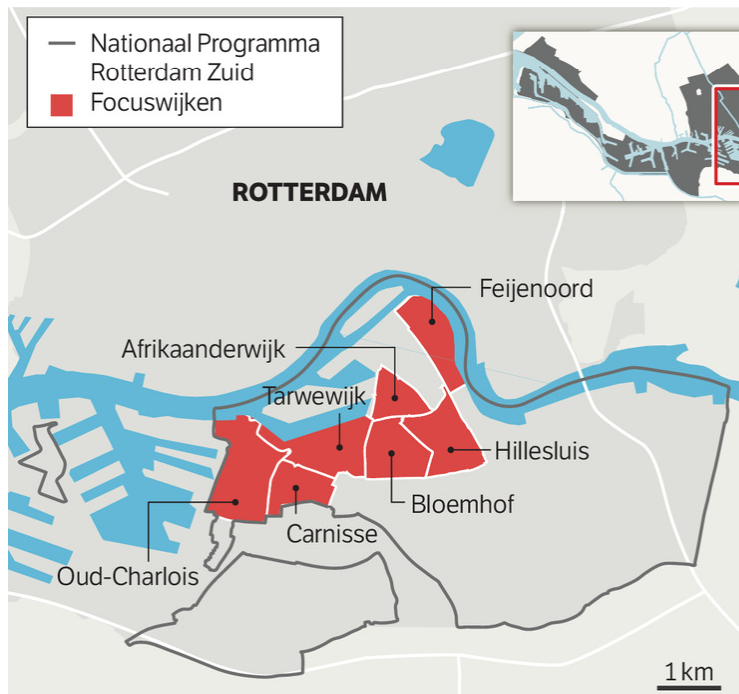 Nationaal Programma
Rotterdam Zuid
Focuswijken
ROTTERDAM
Feijenoord
Afrikaanderwijk
Tarwewijk
Hillesluis
Bloemhof
Carnisse
Oud-Charlois
1 km